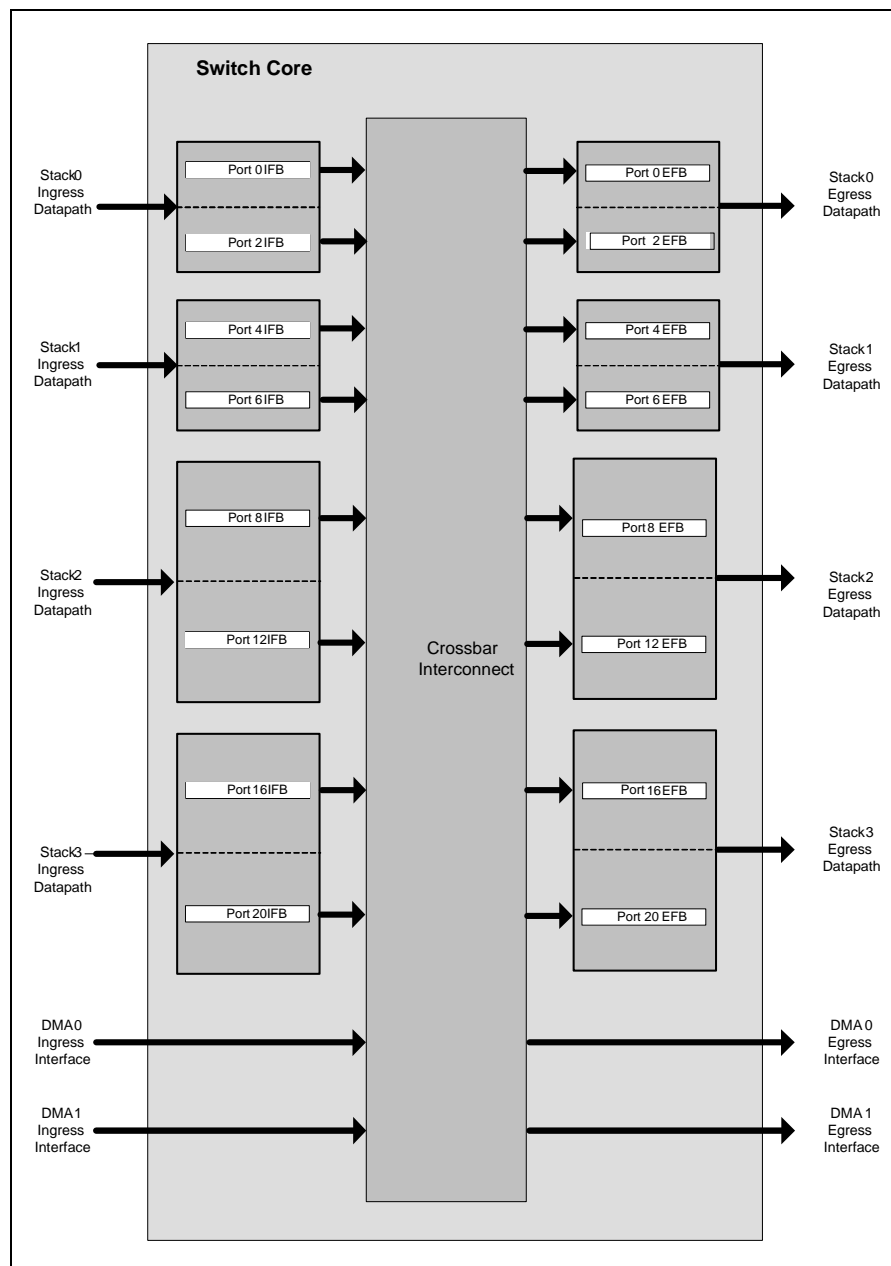 Switch Core
Stack0
Ingress
Datapath
Port 0 IFB
Port 2 IFB
Port 0 EFB
Port 2 EFB
Stack0
Egress
Datapath
Stack1
Ingress
Datapath
Port 4 IFB
Port 6 IFB
Port 4 EFB
Port 6 EFB
Stack1
Egress
Datapath
Stack2
Ingress
Datapath
Port 8 IFB
Port 12 IFB
Crossbar
Interconnect
Port 8 EFB
Port 12 EFB
Stack2
Egress
Datapath
Stack3
Ingress
Datapath
Port 16 IFB
Port 20 IFB
Port 16 EFB
Port 20 EFB
Stack3
Egress
Datapath
DMA0
Ingress
Interface
DMA0
Egress
Interface
DMA1
Ingress
Interface
DMA1
Egress
Interface